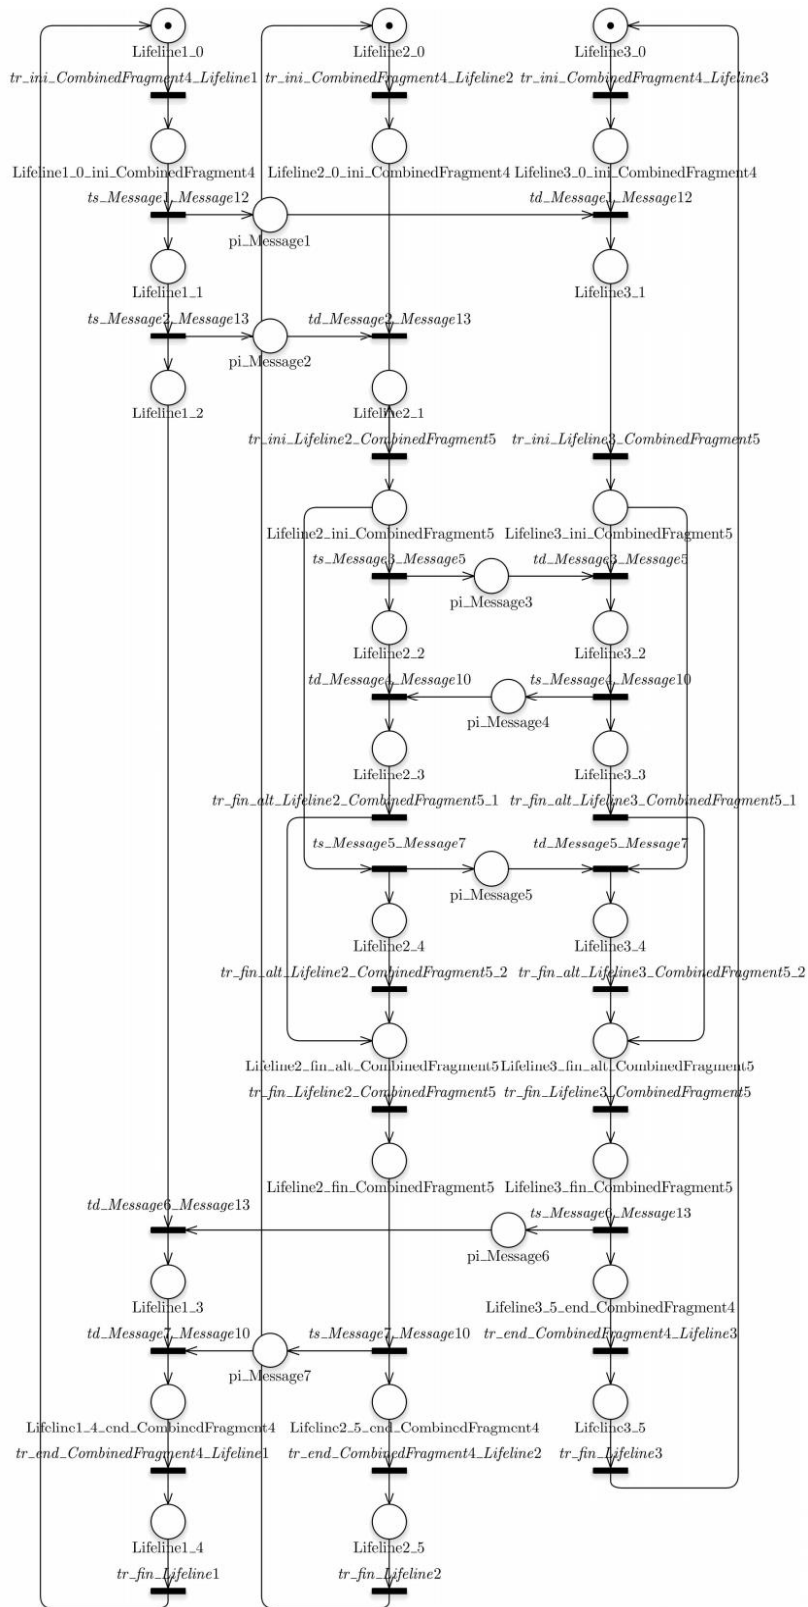 Lifeline1_0 Lifeline2_0 Lifeline3_0
tr_ini_CombinedFragment4_Lifeline1 tr_ini_CombinedFragment4_Lifeline2 tr_ini_CombinedFragment4_Lifeline3
Lifeline1_0_ini_CombinedFragment4 Lifeline2_0_ini_CombinedFragment4 Lifeline3_0_ini_CombinedFragment4
ts_Message1_Message12 td_Message1_Message12
pi_Message1
Lifeline1_1 Lifeline3_1
ts_Message2_Message13 td_Message2_Message13
pi_Message2
Lifeline1_2 Lifeline2_1
tr_ini_Lifeline2_CombinedFragment5 tr_ini_Lifeline3_CombinedFragment5
Lifeline2_ini_CombinedFragment5 Lifeline3_ini_CombinedFragment5
ts_Message3_Message5 td_Message3_Message5
pi_Message3
Lifeline2_2 Lifeline3_2
td_Message4_Message10 ts_Message4_Message10
pi_Message4
Lifeline2_3 Lifeline3_3
tr_fin_alt_Lifeline2_CombinedFragment5_1 tr_fin_alt_Lifeline3_CombinedFragment5_1
ts_Message5_Message7 td_Message5_Message7
pi_Message5
Lifeline2_4 Lifeline3_4
tr_fin_alt_Lifeline2_CombinedFragment5_2 tr_fin_alt_Lifeline3_CombinedFragment5_2
Lifeline2_fin_alt_CombinedFragment5 Lifeline3_fin_alt_CombinedFragment5
tr_fin_Lifeline2_CombinedFragment5 tr_fin_Lifeline3_CombinedFragment5
Lifeline2_fin_CombinedFragment5 Lifeline3_fin_CombinedFragment5
td_Message6_Message13 ts_Message6_Message13
pi_Message6
Lifeline1_3 Lifeline3_5_end_CombinedFragment4
td_Message7_Message10 ts_Message7_Message10 tr_end_CombinedFragment4_Lifeline3
pi_Message7
Lifeline1_4_end_CombinedFragment4 Lifeline2_5_end_CombinedFragment4 Lifeline3_5
tr_end_CombinedFragment4_Lifeline1 tr_end_CombinedFragment4_Lifeline2 tr_fin_Lifeline3
Lifeline1_4 Lifeline2_5
tr_fin_Lifeline1 tr_fin_Lifeline2